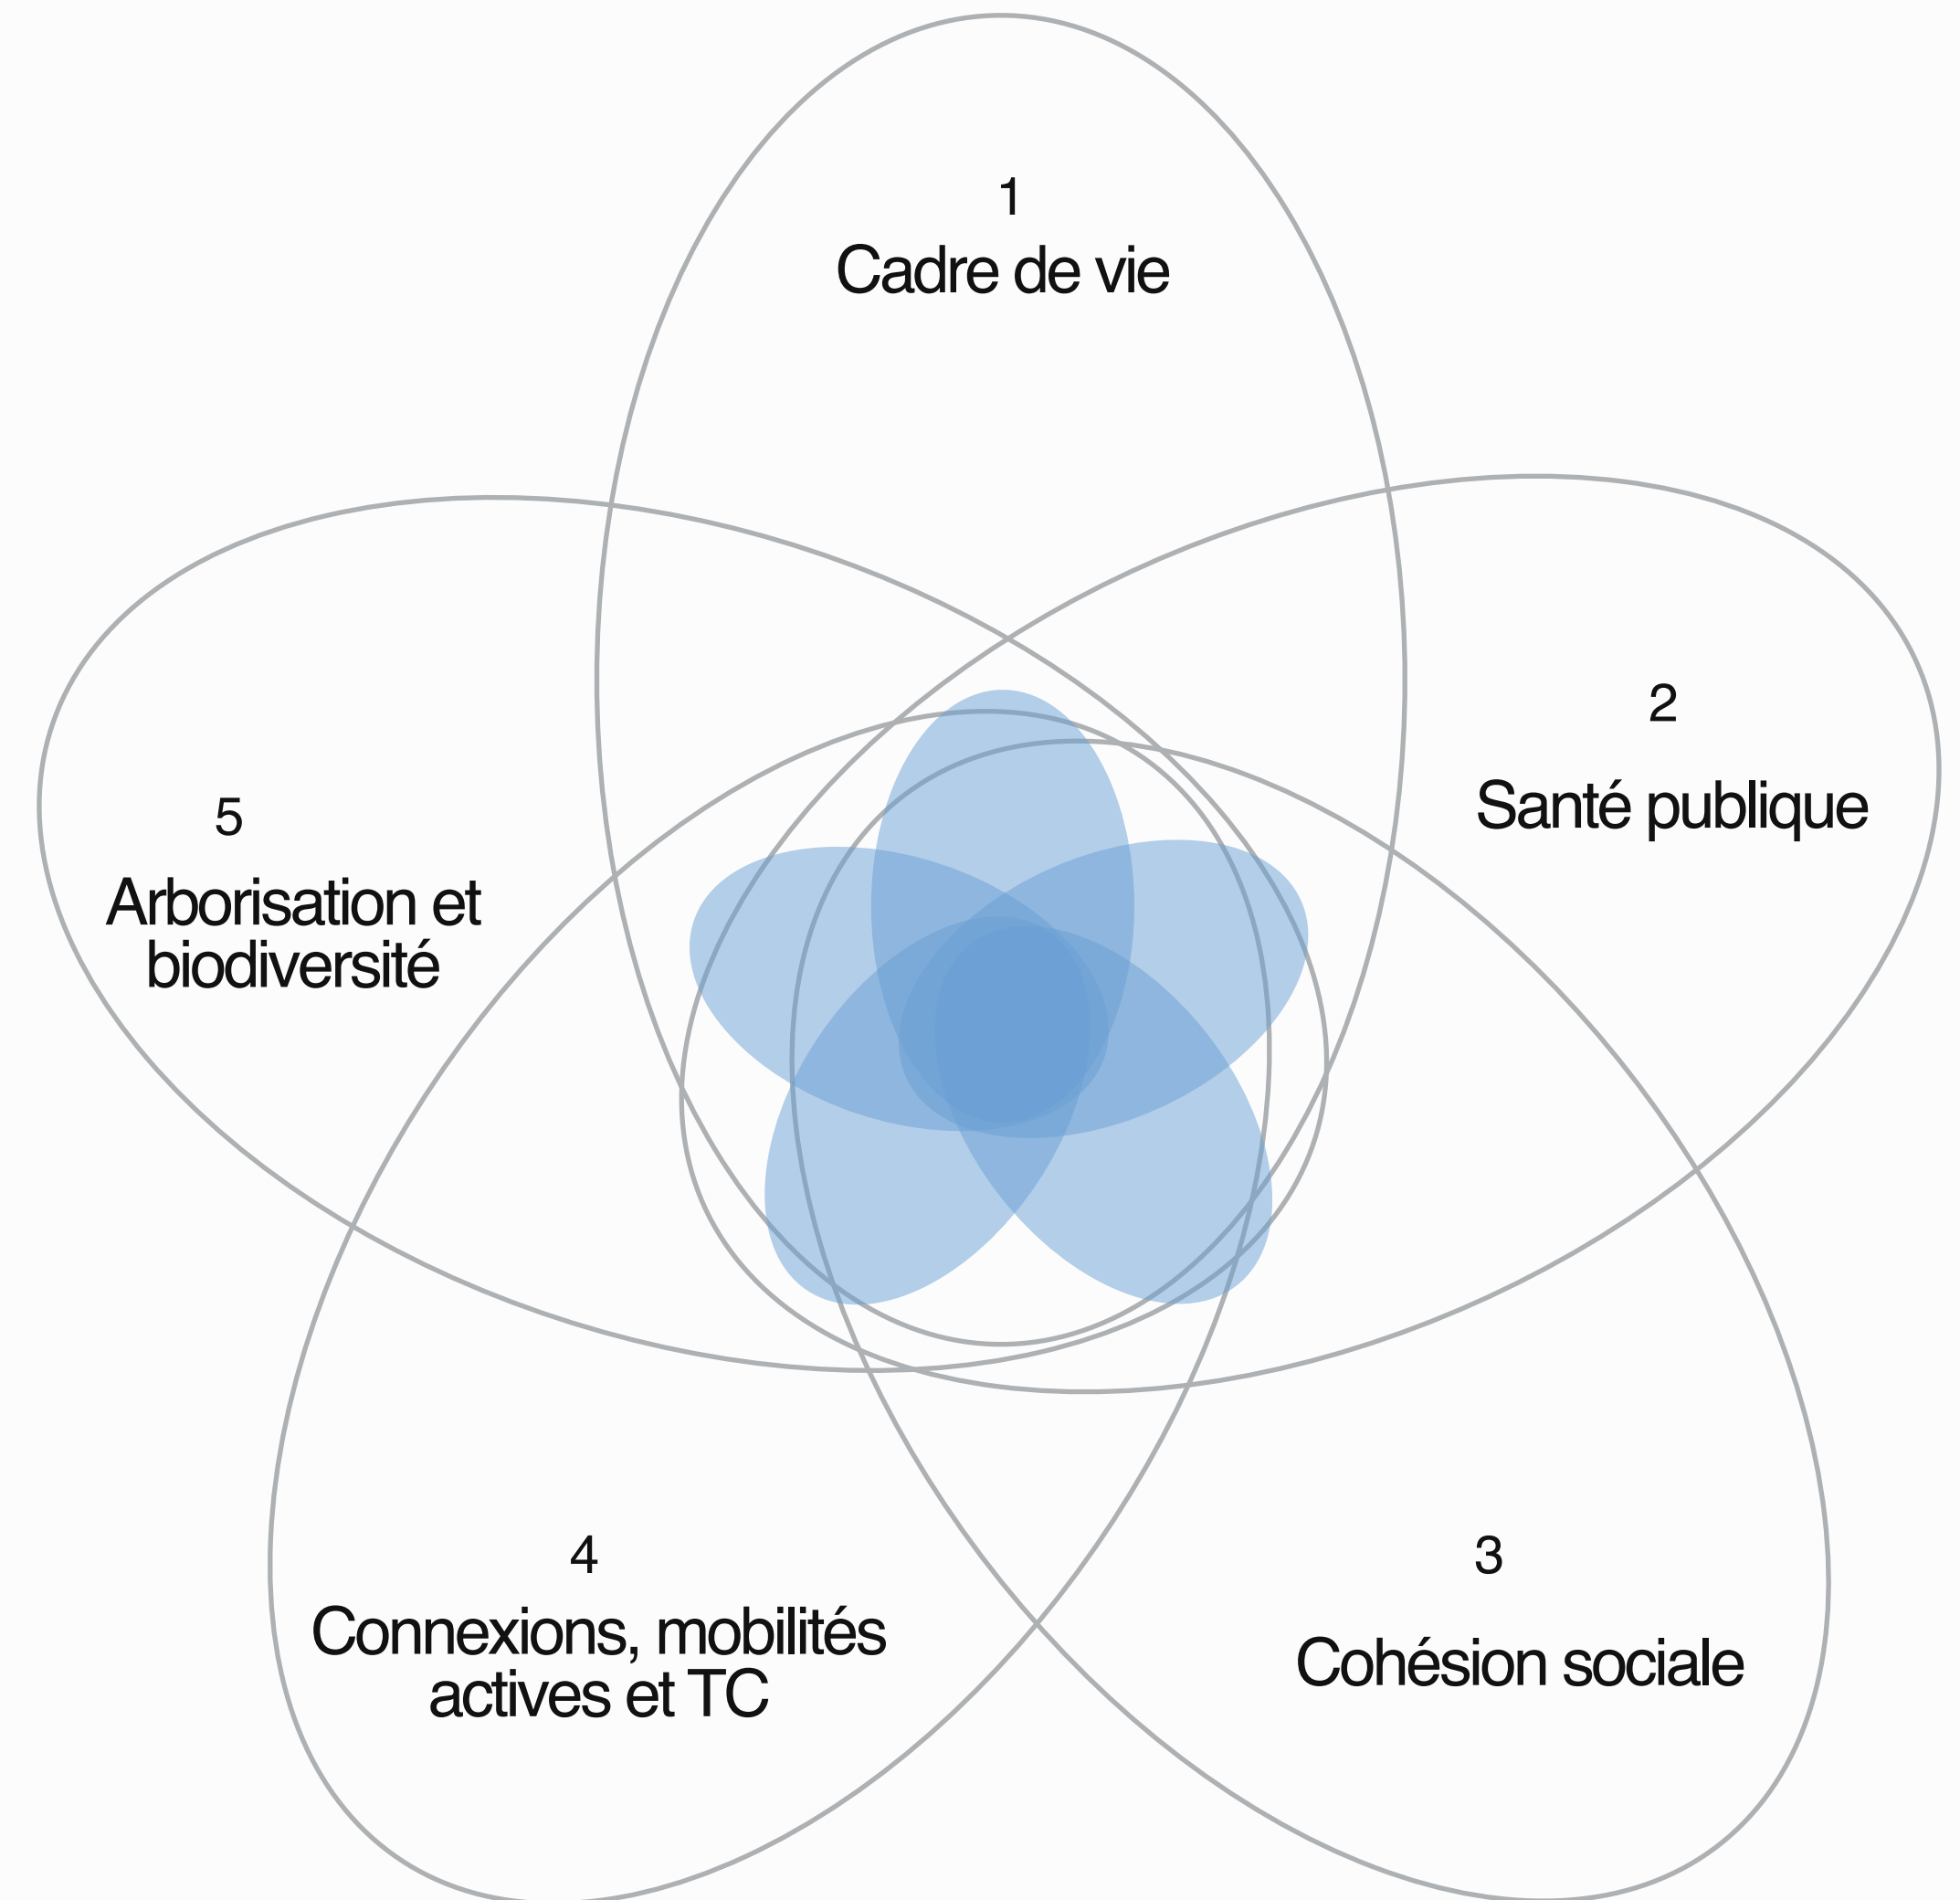 1
Cadre de vie
2
Santé publique
5
Arborisation et
biodiversité
4
Connexions, mobilités
actives et TC
3
Cohésion sociale